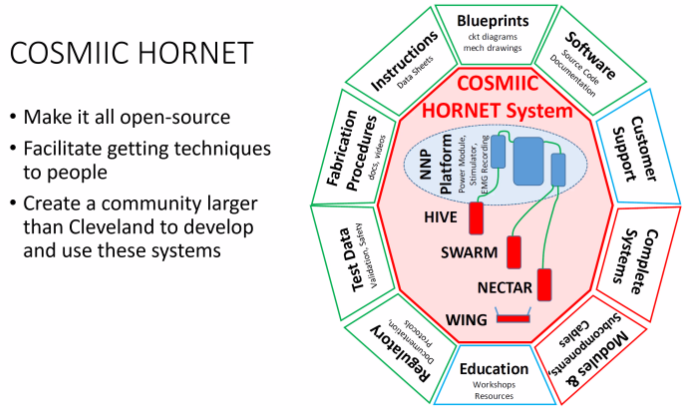 COSMIIC HORNET
• Make it all open-source
• Facilitate getting techniques
to people
• Create a community larger
than Cleveland to develop
and use these systems
Blueprints
ckt diagrams
mech drawings
Software
Source Code
Documentation
Customer
Support
Complete
Systems
Modules &
Subcomponents,
Cables
Education
Workshops
Resources
Regulatory
Documentation,
Protocols
Test Data
Validation, Safety
Fabrication
Procedures
docs, videos
Instructions
Data Sheets
COSMIIC
HORNET System
NNP
Platform
Power Module,
Stimulator,
EMG Recording
HIVE
SWARM
NECTAR
WING